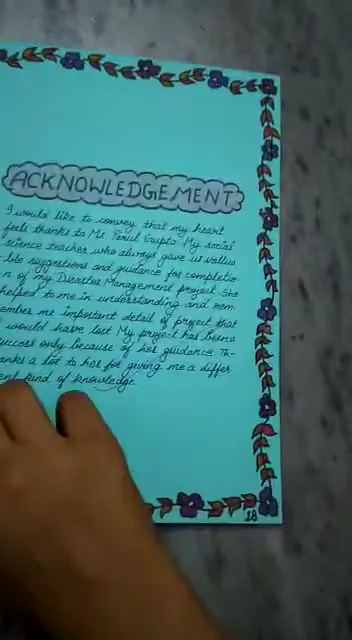 ACKNOWLEDGEMENT
I would like to convey that my heart
feels thanks to Ms. Parul Gupta My social
science teacher, who always gave us valua
ble suggestions and guidance for completio
n of my Disaster Management project. She
helped to me in understanding and rem-
ember me important detail of project that
would have lost My project has been a
success only because of her guidance Th-
anks a lot to her for giving me a differ
ent kind of knowledge.
18